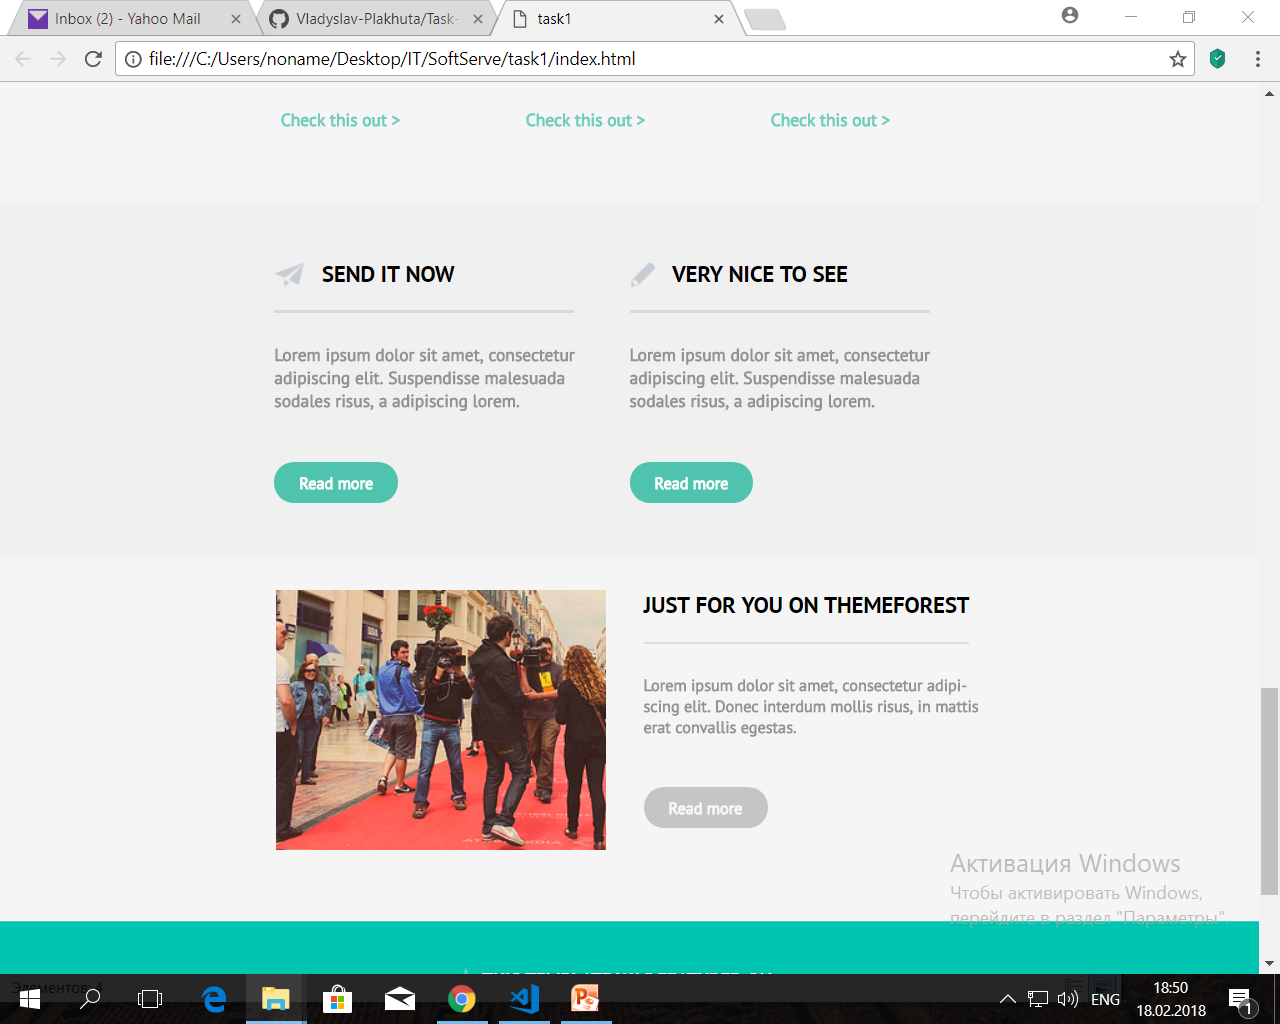 Inbox (2) - Yahoo Mail
Vladyslav-Plakhuta/Task-
task1
file:///C:/Users/noname/Desktop/IT/SoftServe/task1/index.html
Check this out > Check this out > Check this out >
SEND IT NOW
Lorem ipsum dolor sit amet, consectetur
adipiscing elit. Suspendisse malesuada
sodales risus, a adipiscing lorem.
Read more
VERY NICE TO SEE
Lorem ipsum dolor sit amet, consectetur
adipiscing elit. Suspendisse malesuada
sodales risus, a adipiscing lorem.
Read more
JUST FOR YOU ON THEMEFOREST
Lorem ipsum dolor sit amet, consectetur adipi-
scing elit. Donec interdum mollis risus, in mattis
erat convallis egestas.
Read more
Активация Windows
Чтобы активировать Windows,
перейдите в раздел "Параметры".
Элементов: 4
ENG
18:50
18.02.2018
1